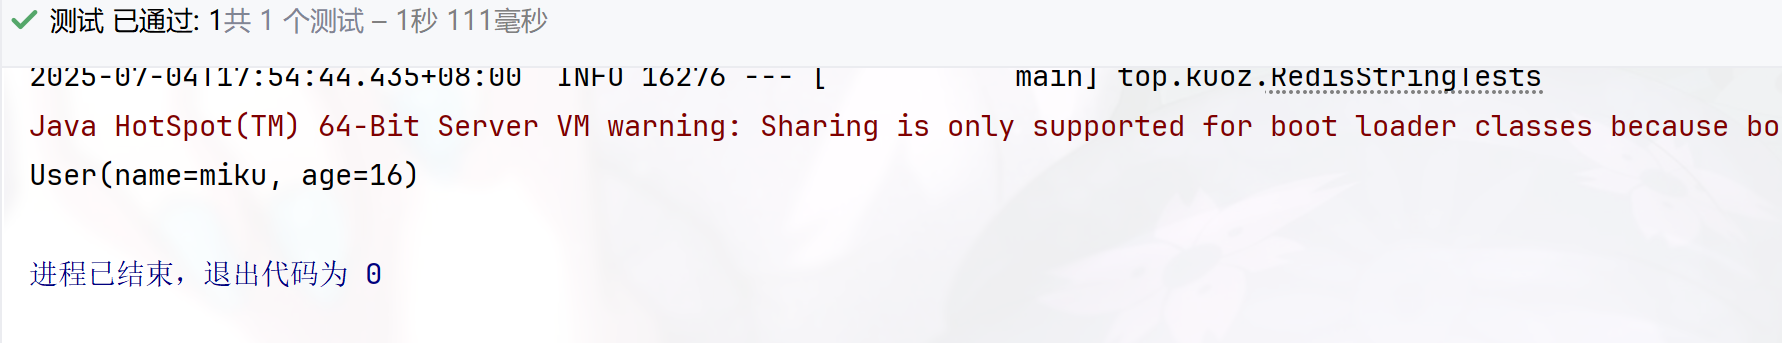 测试 已通过: 1共 1 个测试 – 1秒 111毫秒
2025-07-04T17:54:44.435+08:00  INFO 16276 --- [           main] top.kuoz.RedisStringTests
Java HotSpot(TM) 64-Bit Server VM warning: Sharing is only supported for boot loader classes because bo
User(name=miku, age=16)
进程已结束，退出代码为 0